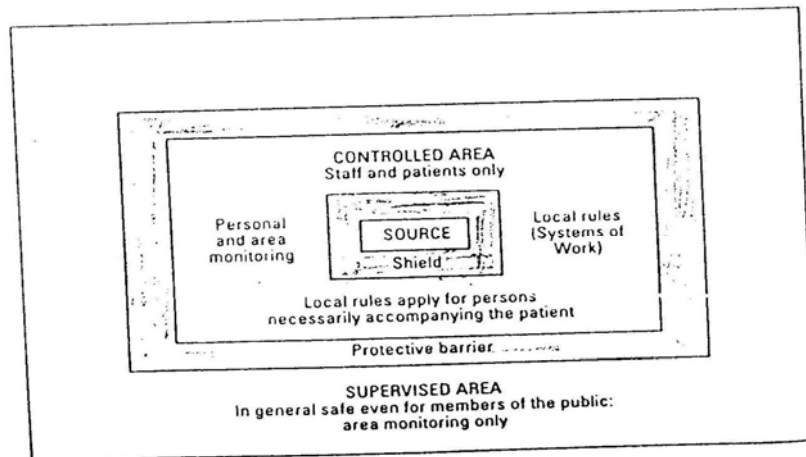 CONTROLLED AREA
Staff and patients only
Personal
and area
monitoring
SOURCE
Shield
Local rules
(Systems of
Work)
Local rules apply for persons
necessarily accompanying the patient
Protective barrier
SUPERVISED AREA
In general safe even for members of the public:
area monitoring only